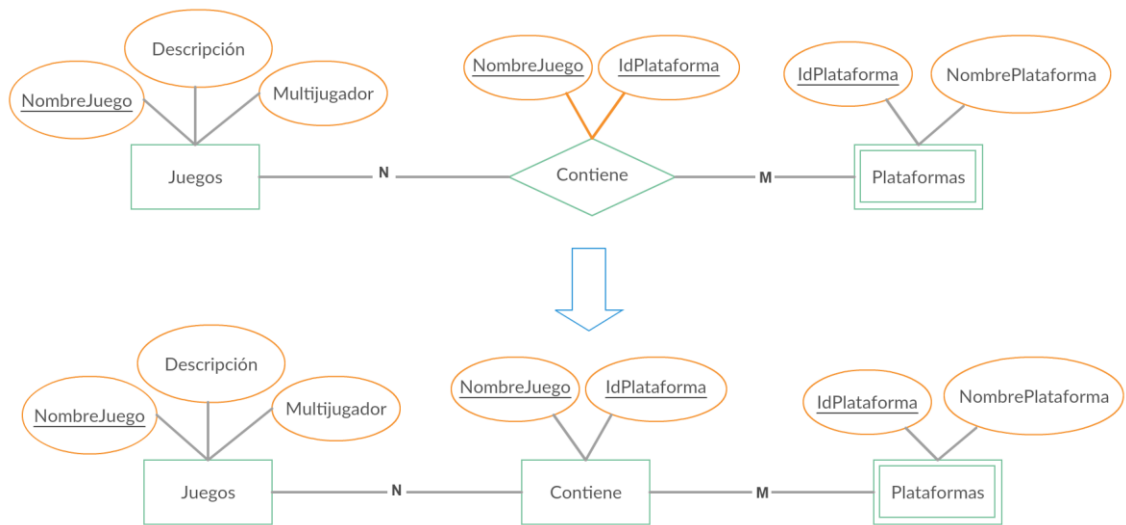 Descripción
NombreJuego
Multijugador
NombreJuego
IdPlataforma
IdPlataforma
NombrePlataforma
Juegos
N
Contiene
M
Plataformas
Descripción
NombreJuego
Multijugador
NombreJuego
IdPlataforma
IdPlataforma
NombrePlataforma
Juegos
N
Contiene
M
Plataformas